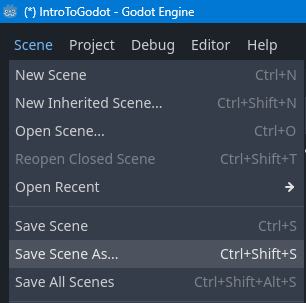 (*) IntroToGodot - Godot Engine
Scene Project Debug Editor Help
New Scene Ctrl+N
New Inherited Scene... Ctrl+Shift+N
Open Scene... Ctrl+O
Reopen Closed Scene Ctrl+Shift+T
Open Recent
Save Scene Ctrl+S
Save Scene As... Ctrl+Shift+S
Save All Scenes Ctrl+Shift+Alt+S